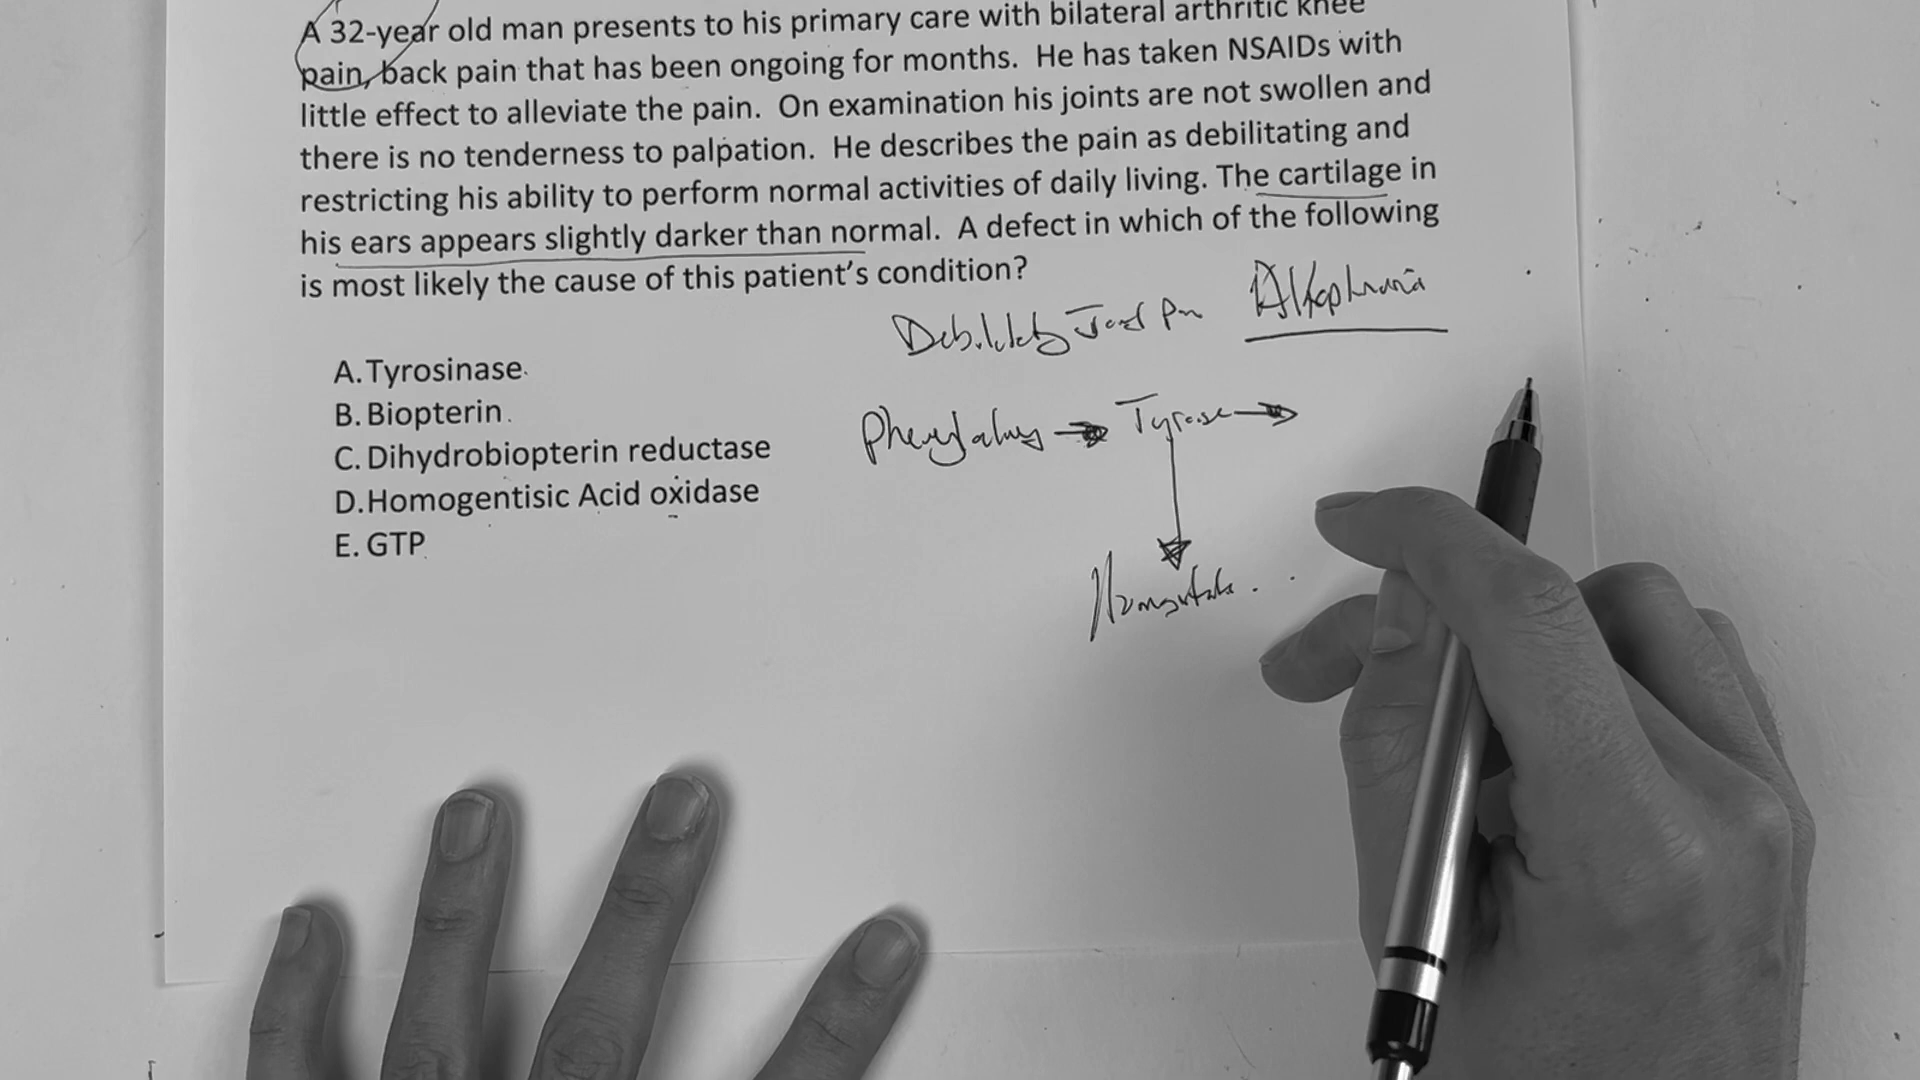 A 32-year old man presents to his primary care with bilateral arthritic knee
pain, back pain that has been ongoing for months. He has taken NSAIDs with
little effect to alleviate the pain. On examination his joints are not swollen and
there is no tenderness to palpation. He describes the pain as debilitating and
restricting his ability to perform normal activities of daily living. The cartilage in
his ears appears slightly darker than normal. A defect in which of the following
is most likely the cause of this patient's condition?
A. Tyrosinase
B. Biopterin
C. Dihydrobiopterin reductase
D. Homogentisic Acid oxidase
E. GTP